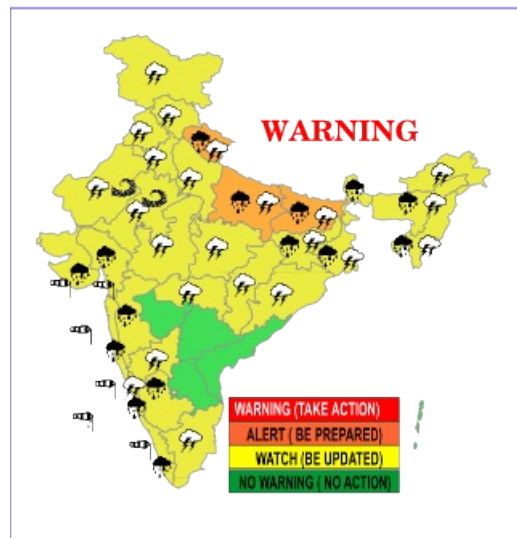 WARNING
WARNING (TAKE ACTION)
ALERT ( BE PREPARED)
WATCH (BE UPDATED)
NO WARNING ( NO ACTION)